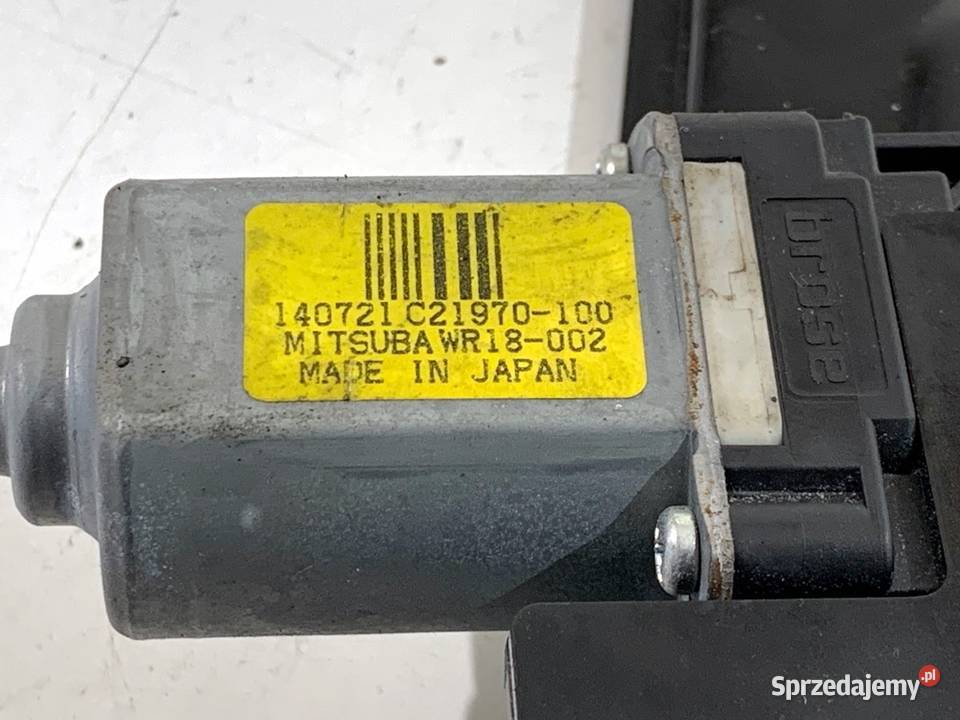 140721 C21970-100
MITSUBA WR18-002
MADE IN JAPAN
brose
Sprzedajemy.pl